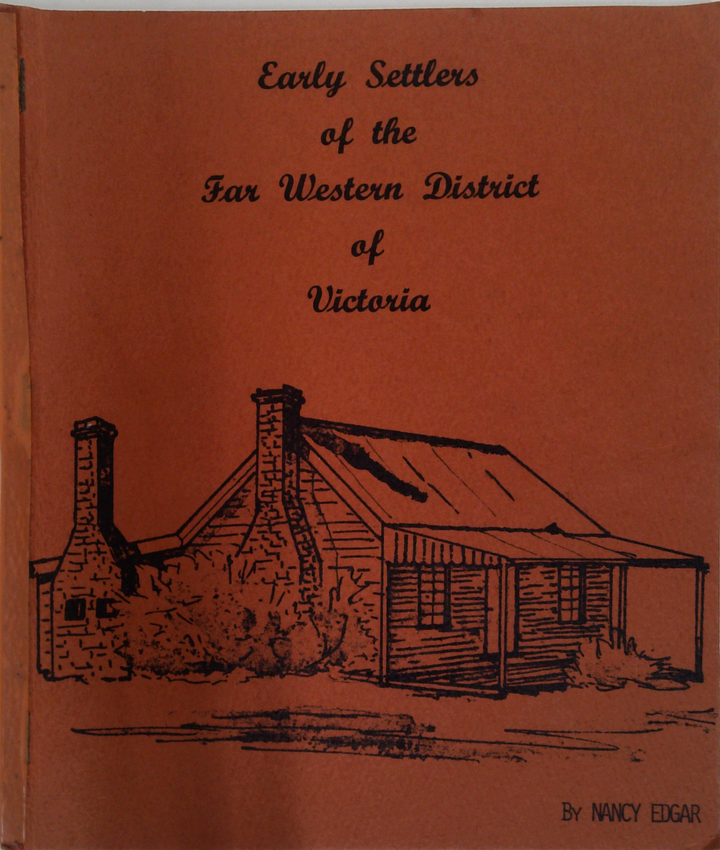 Early Settlers
of the
Far Western District
of
Victoria
By NANCY EDGAR